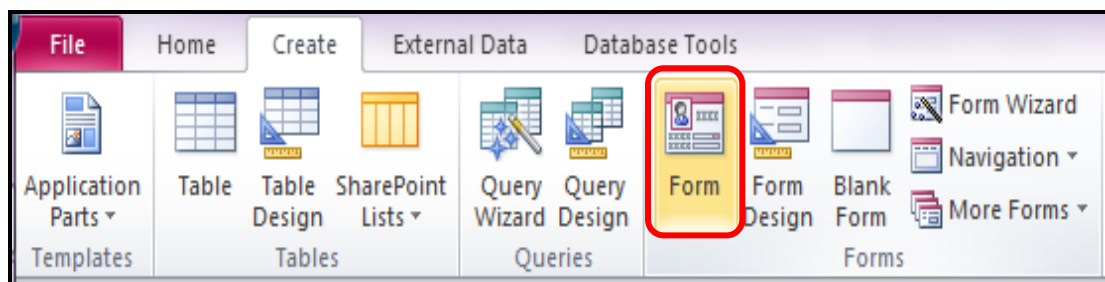 File Home Create External Data Database Tools
Form Wizard
Navigation
Application Parts
Table
Table Design
SharePoint Lists
Query Wizard
Query Design
Form
Form Design
Blank Form
More Forms
Templates Tables Queries Forms